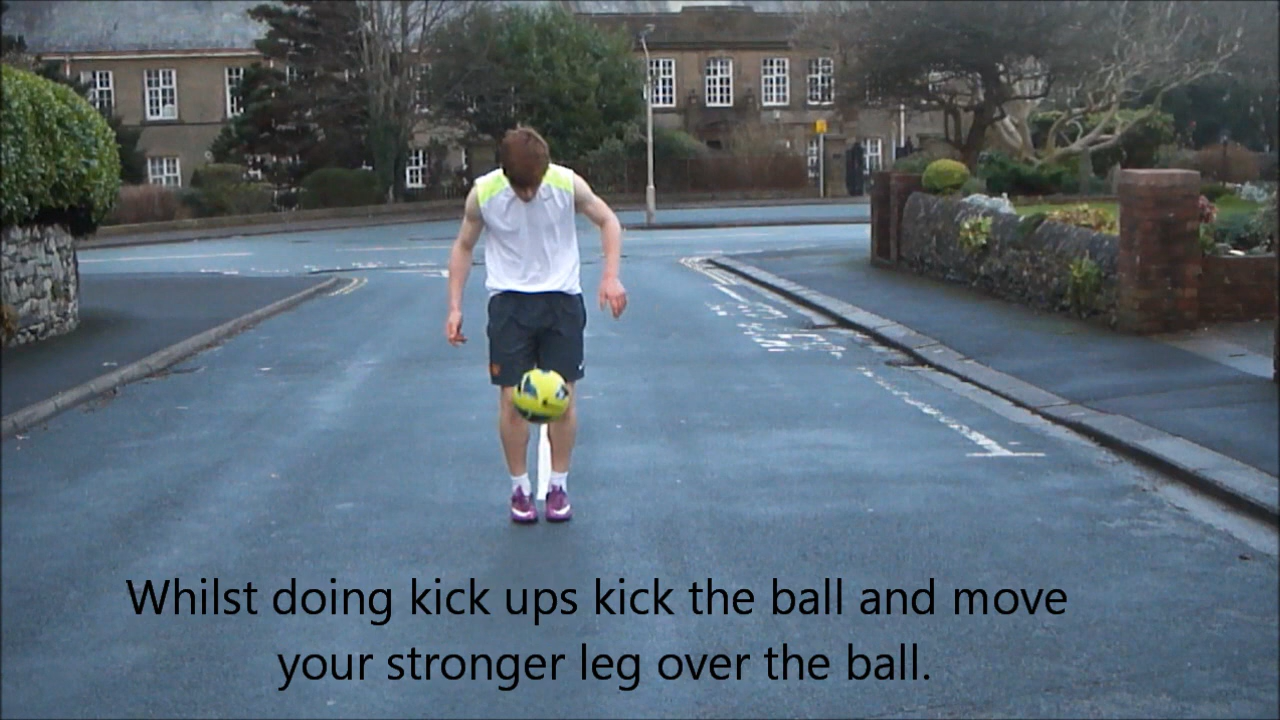 Whilst doing kick ups kick the ball and move
your stronger leg over the ball.